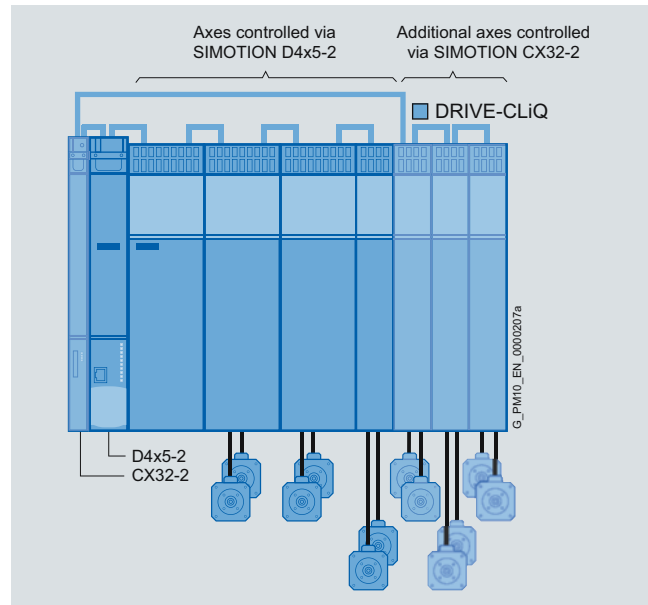 Axes controlled via
SIMOTION D4x5-2
Additional axes controlled
via SIMOTION CX32-2
DRIVE-CLiQ
G_PM10_EN_0000207a
D4x5-2
CX32-2